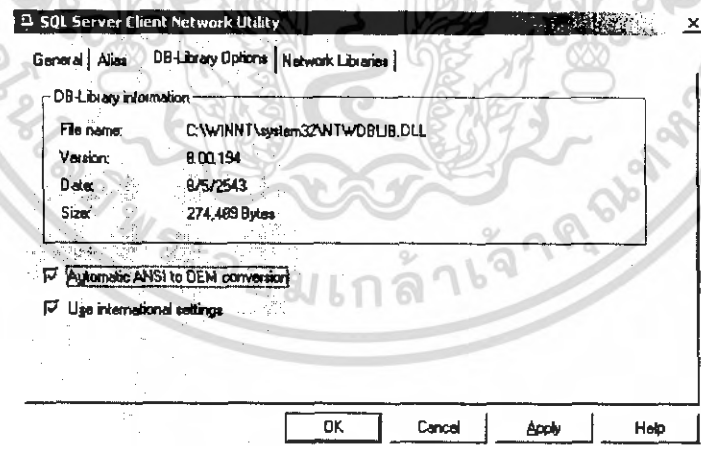 SQL Server Client Network Utility
General Alias DB-Library Options Network Libraries
DB-Library information
File name: C:\WINNT\system32\NTWDBLIB.DLL
Version: 8.00.194
Date: 8/5/2543
Size: 274,489 Bytes
Automatic ANSI to OEM conversion
Use international settings
OK Cancel Apply Help